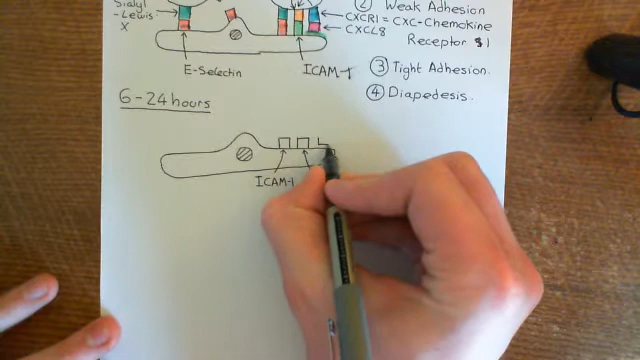 Sialyl
-Lewis
X
② Weak Adhesion
CXCR1 = CXC-Chemokine
Receptor 1
CXCL8
E-Selectin
ICAM-1
③ Tight Adhesion.
④ Diapedesis.
6-24 hours
ICAM-1